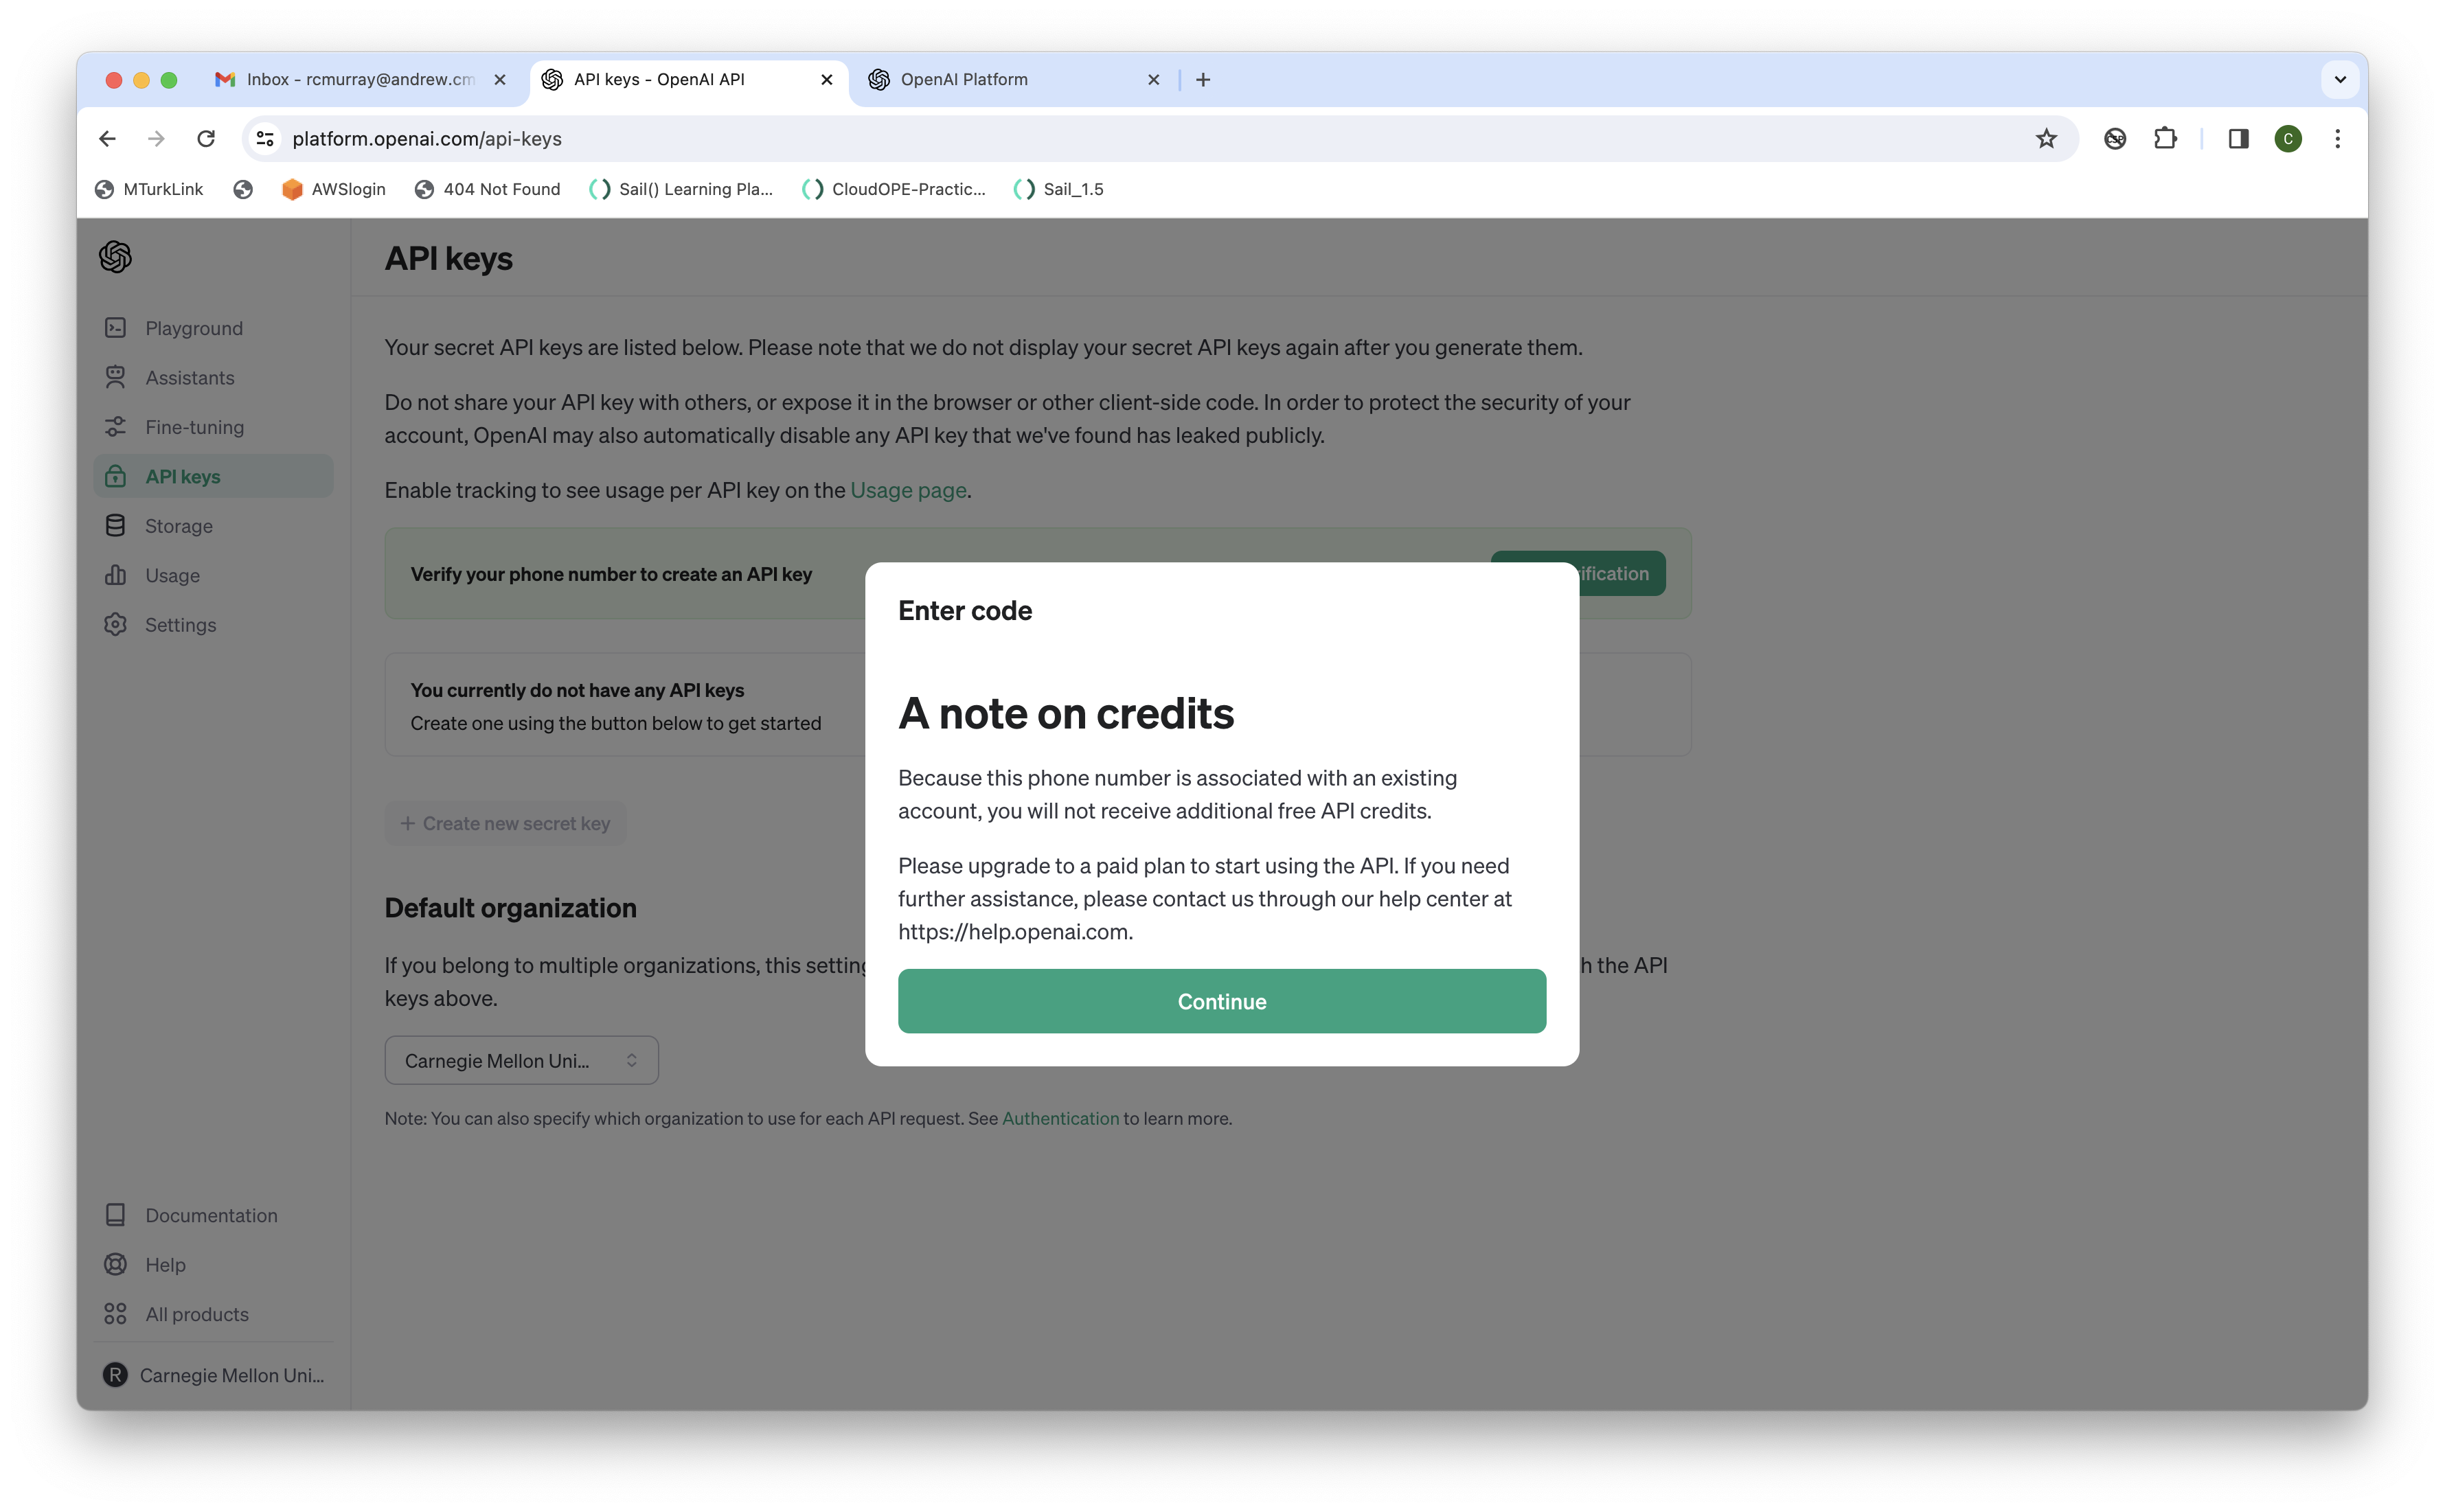 Inbox - rcmurray@andrew.cm
API keys - OpenAI API
OpenAI Platform
platform.openai.com/api-keys
C
MTurkLink
AWSlogin
404 Not Found
Sail() Learning Pla...
CloudOPE-Practic...
Sail_1.5
API keys
Playground
Assistants
Fine-tuning
API keys
Storage
Usage
Settings
Your secret API keys are listed below. Please note that we do not display your secret API keys again after you generate them.
Do not share your API key with others, or expose it in the browser or other client-side code. In order to protect the security of your
account, OpenAI may also automatically disable any API key that we've found has leaked publicly.
Enable tracking to see usage per API key on the Usage page.
Verify your phone number to create an API key
ification
You currently do not have any API keys
Create one using the button below to get started
+ Create new secret key
Default organization
If you belong to multiple organizations, this setting
h the API
keys above.
Carnegie Mellon Uni...
Note: You can also specify which organization to use for each API request. See Authentication to learn more.
Enter code
A note on credits
Because this phone number is associated with an existing
account, you will not receive additional free API credits.
Please upgrade to a paid plan to start using the API. If you need
further assistance, please contact us through our help center at
https://help.openai.com.
Continue
Documentation
Help
All products
R
Carnegie Mellon Uni...